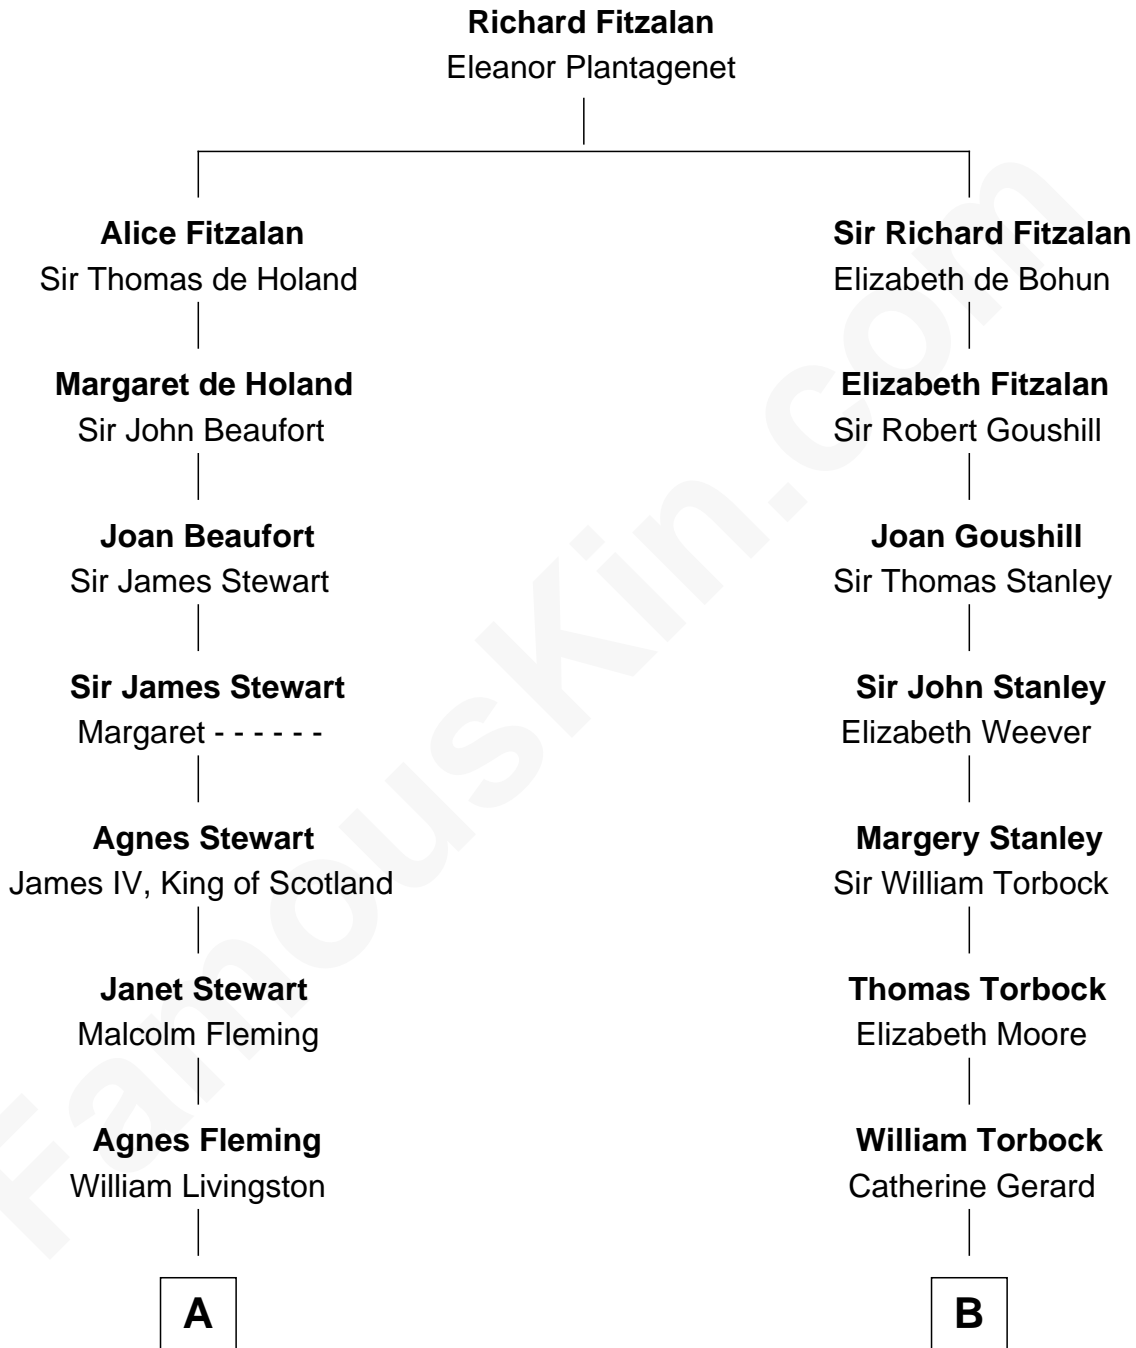 Richard Fitzalan
Eleanor Plantagenet
Alice Fitzalan
Sir Thomas de Holand
Sir Richard Fitzalan
Elizabeth de Bohun
Margaret de Holand
Sir John Beaufort
Elizabeth Fitzalan
Sir Robert Goushill
Joan Beaufort
Sir James Stewart
Joan Goushill
Sir Thomas Stanley
Sir James Stewart
Margaret - - - - - -
Sir John Stanley
Elizabeth Weever
Agnes Stewart
James IV, King of Scotland
Margery Stanley
Sir William Torbock
Janet Stewart
Malcolm Fleming
Thomas Torbock
Elizabeth Moore
Agnes Fleming
William Livingston
William Torbock
Catherine Gerard
A
B
FamousKin.com